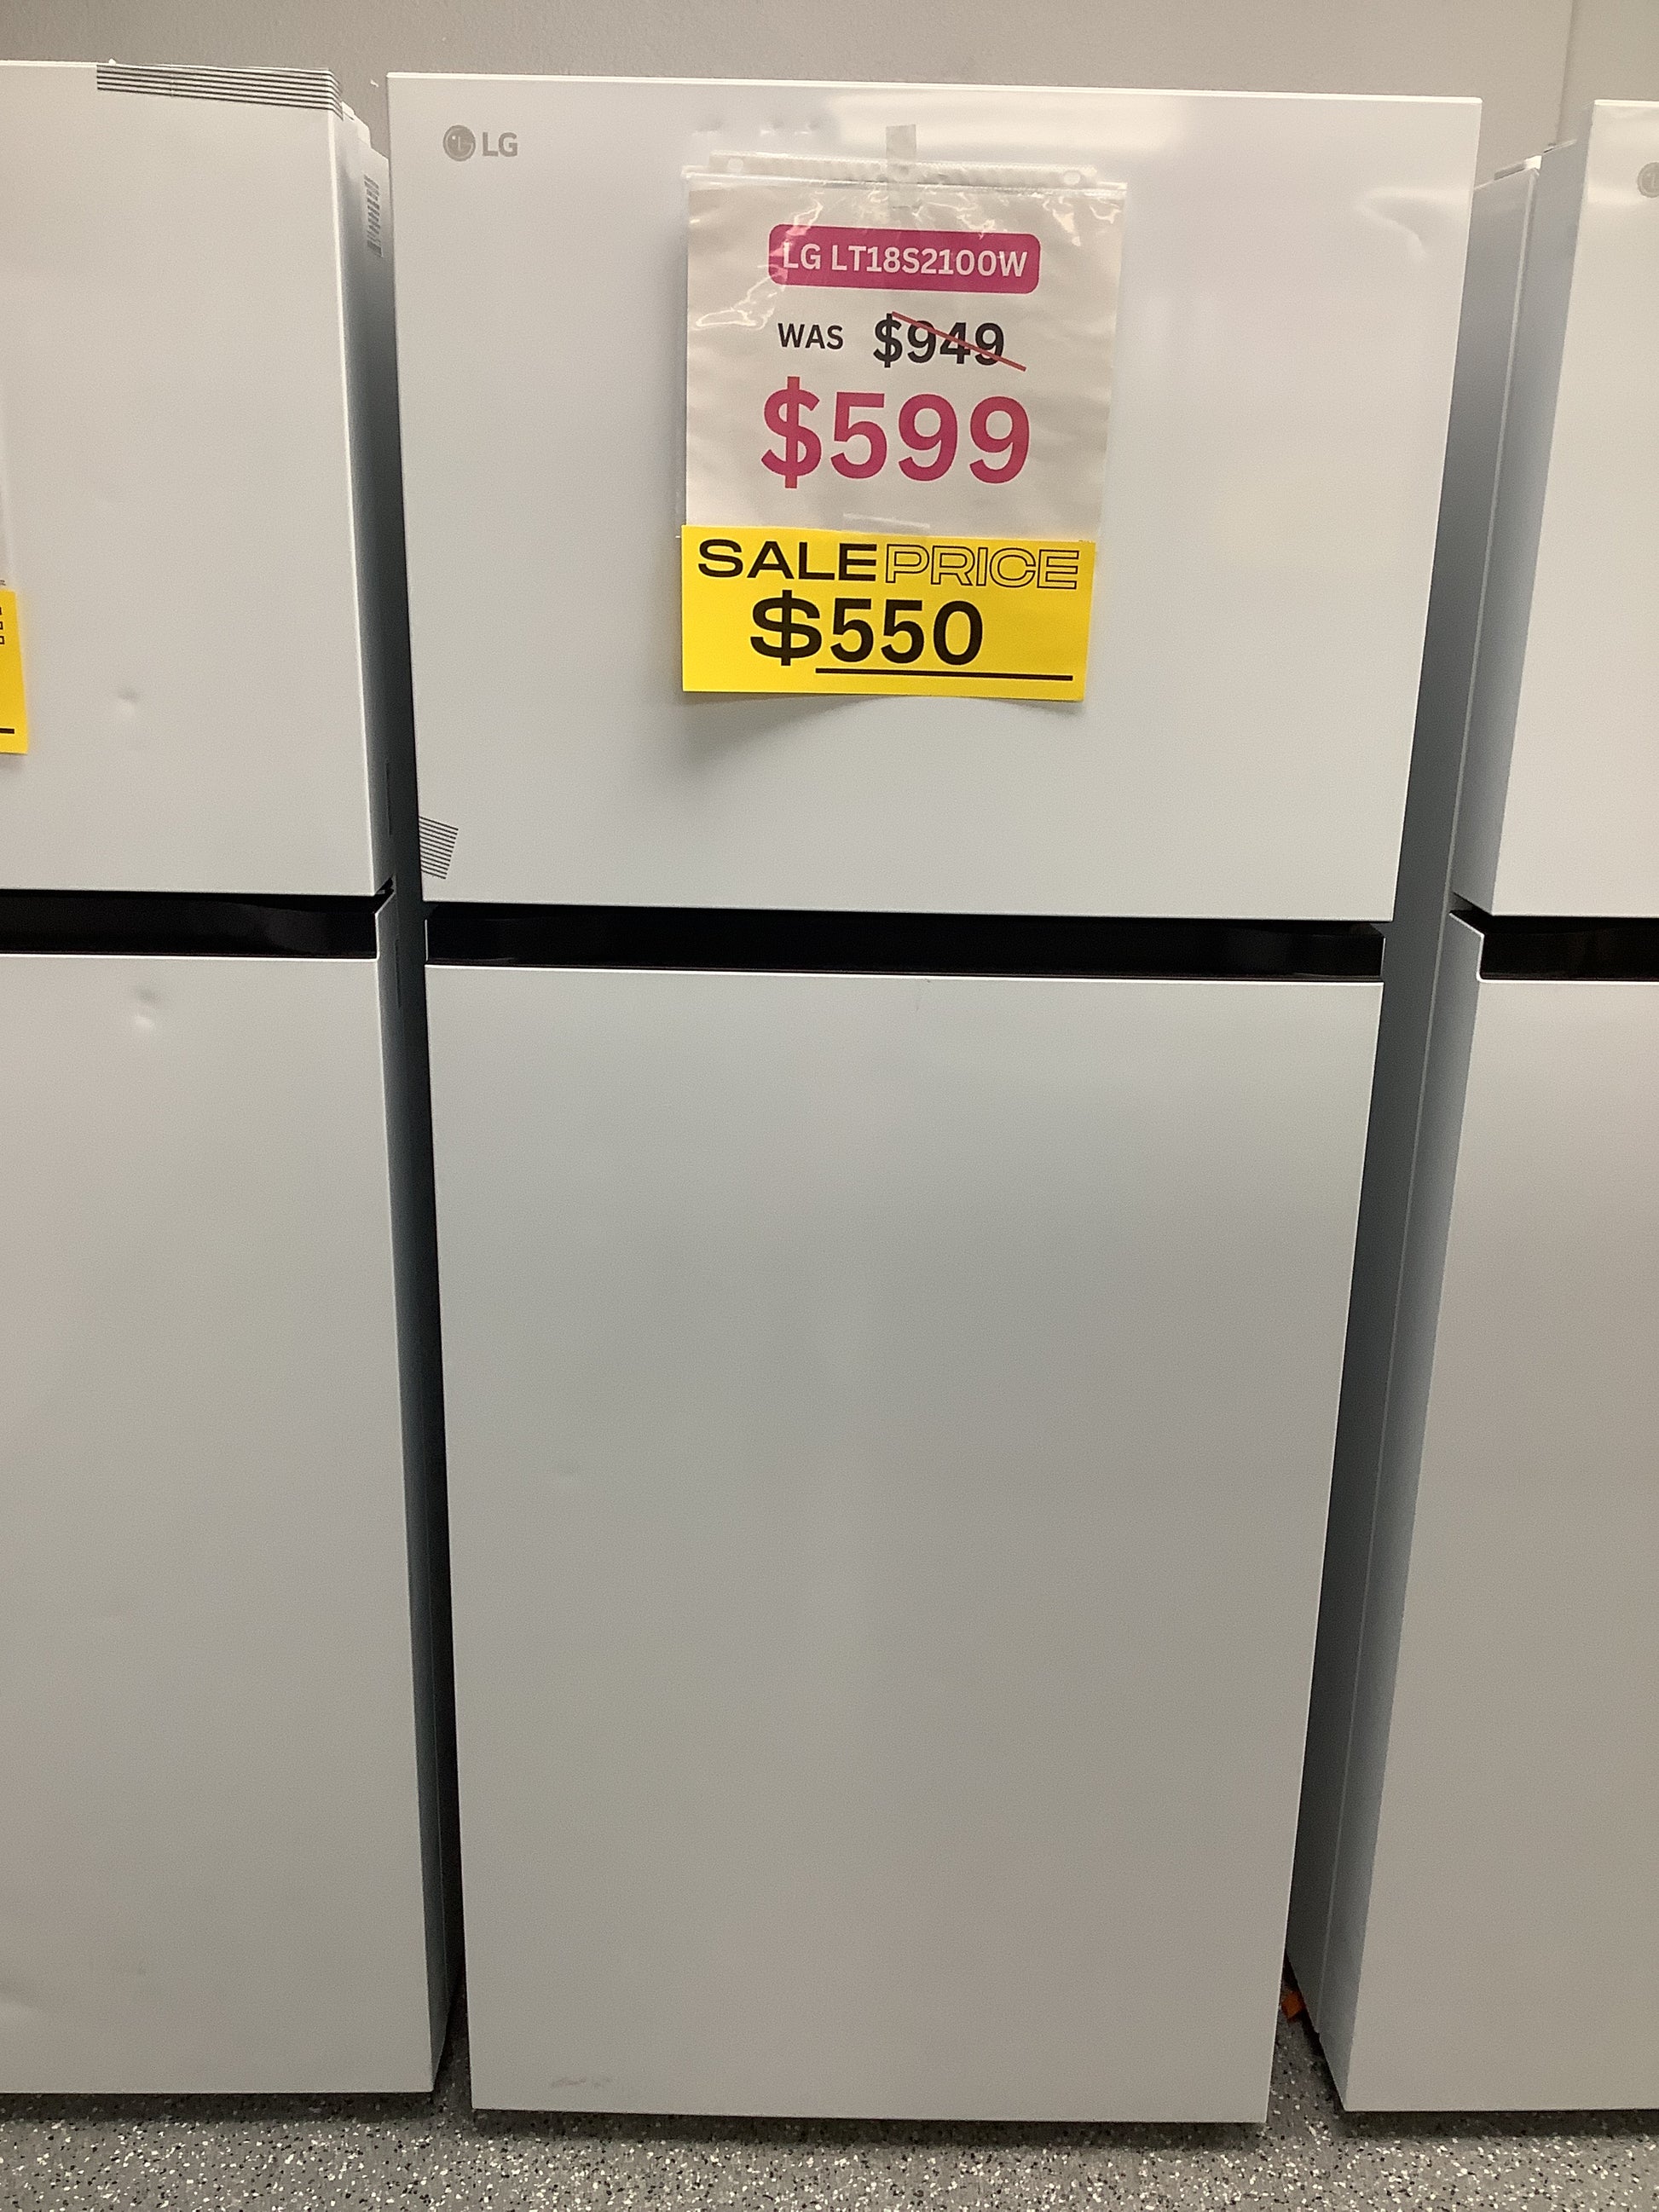 LG
LG LT18S2100W
WAS $949
$599
SALE PRICE
$550